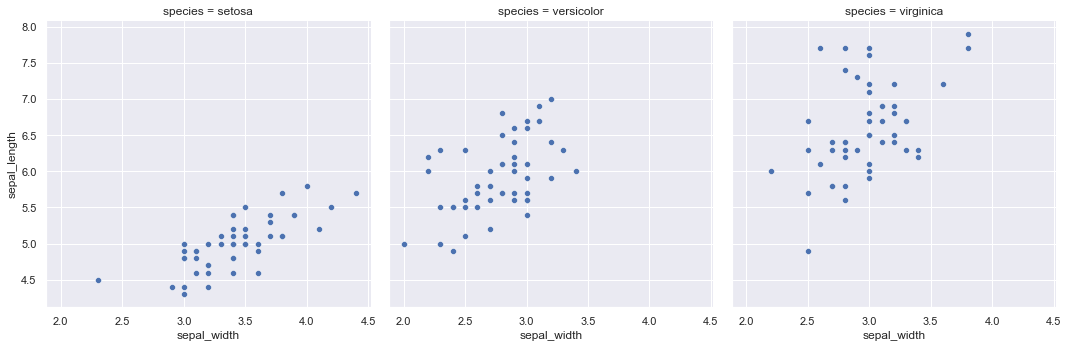 species = setosa
species = versicolor
species = virginica
sepal_length
8.0
7.5
7.0
6.5
6.0
5.5
5.0
4.5
2.0 2.5 3.0 3.5 4.0 4.5
2.0 2.5 3.0 3.5 4.0 4.5
2.0 2.5 3.0 3.5 4.0 4.5
sepal_width
sepal_width
sepal_width